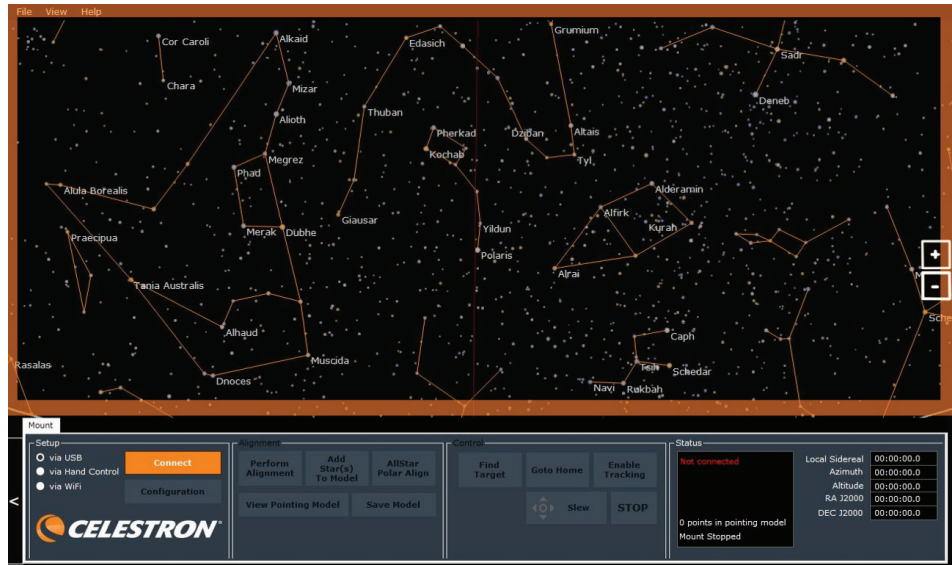 File View Help
Grumium
Cor Caroli
Alkaid
Edasich
Sadr
Chara
Mizar
Deneb
Thuban
Alioth
Pherkad
Dziban
Altais
Kochab
Megrez
Tyl
Phad
Alula Borealis
Alderamin
Giausar
Alfirk
Merak Dubhe
Yildun
Kurah
Praecipua
Polaris
+
Alrai
M
Tania Australis
-
Sche
Alhaud
Caph
Muscida
Rasalas
Tsih
Schedar
Dnoces
Navi Rukbah
Mount
Setup
via USB
via Hand Control
via WiFi
Connect
Configuration
CELESTRON
Alignment
Perform Alignment
Add Star(s) To Model
AllStar Polar Align
View Pointing Model
Save Model
Control
Find Target
Goto Home
Enable Tracking
Slew
STOP
Status
Not connected
0 points in pointing model
Mount Stopped
Local Sidereal 00:00:00.0
Azimuth 00:00:00.0
Altitude 00:00:00.0
RA J2000 00:00:00.0
DEC J2000 00:00:00.0
<